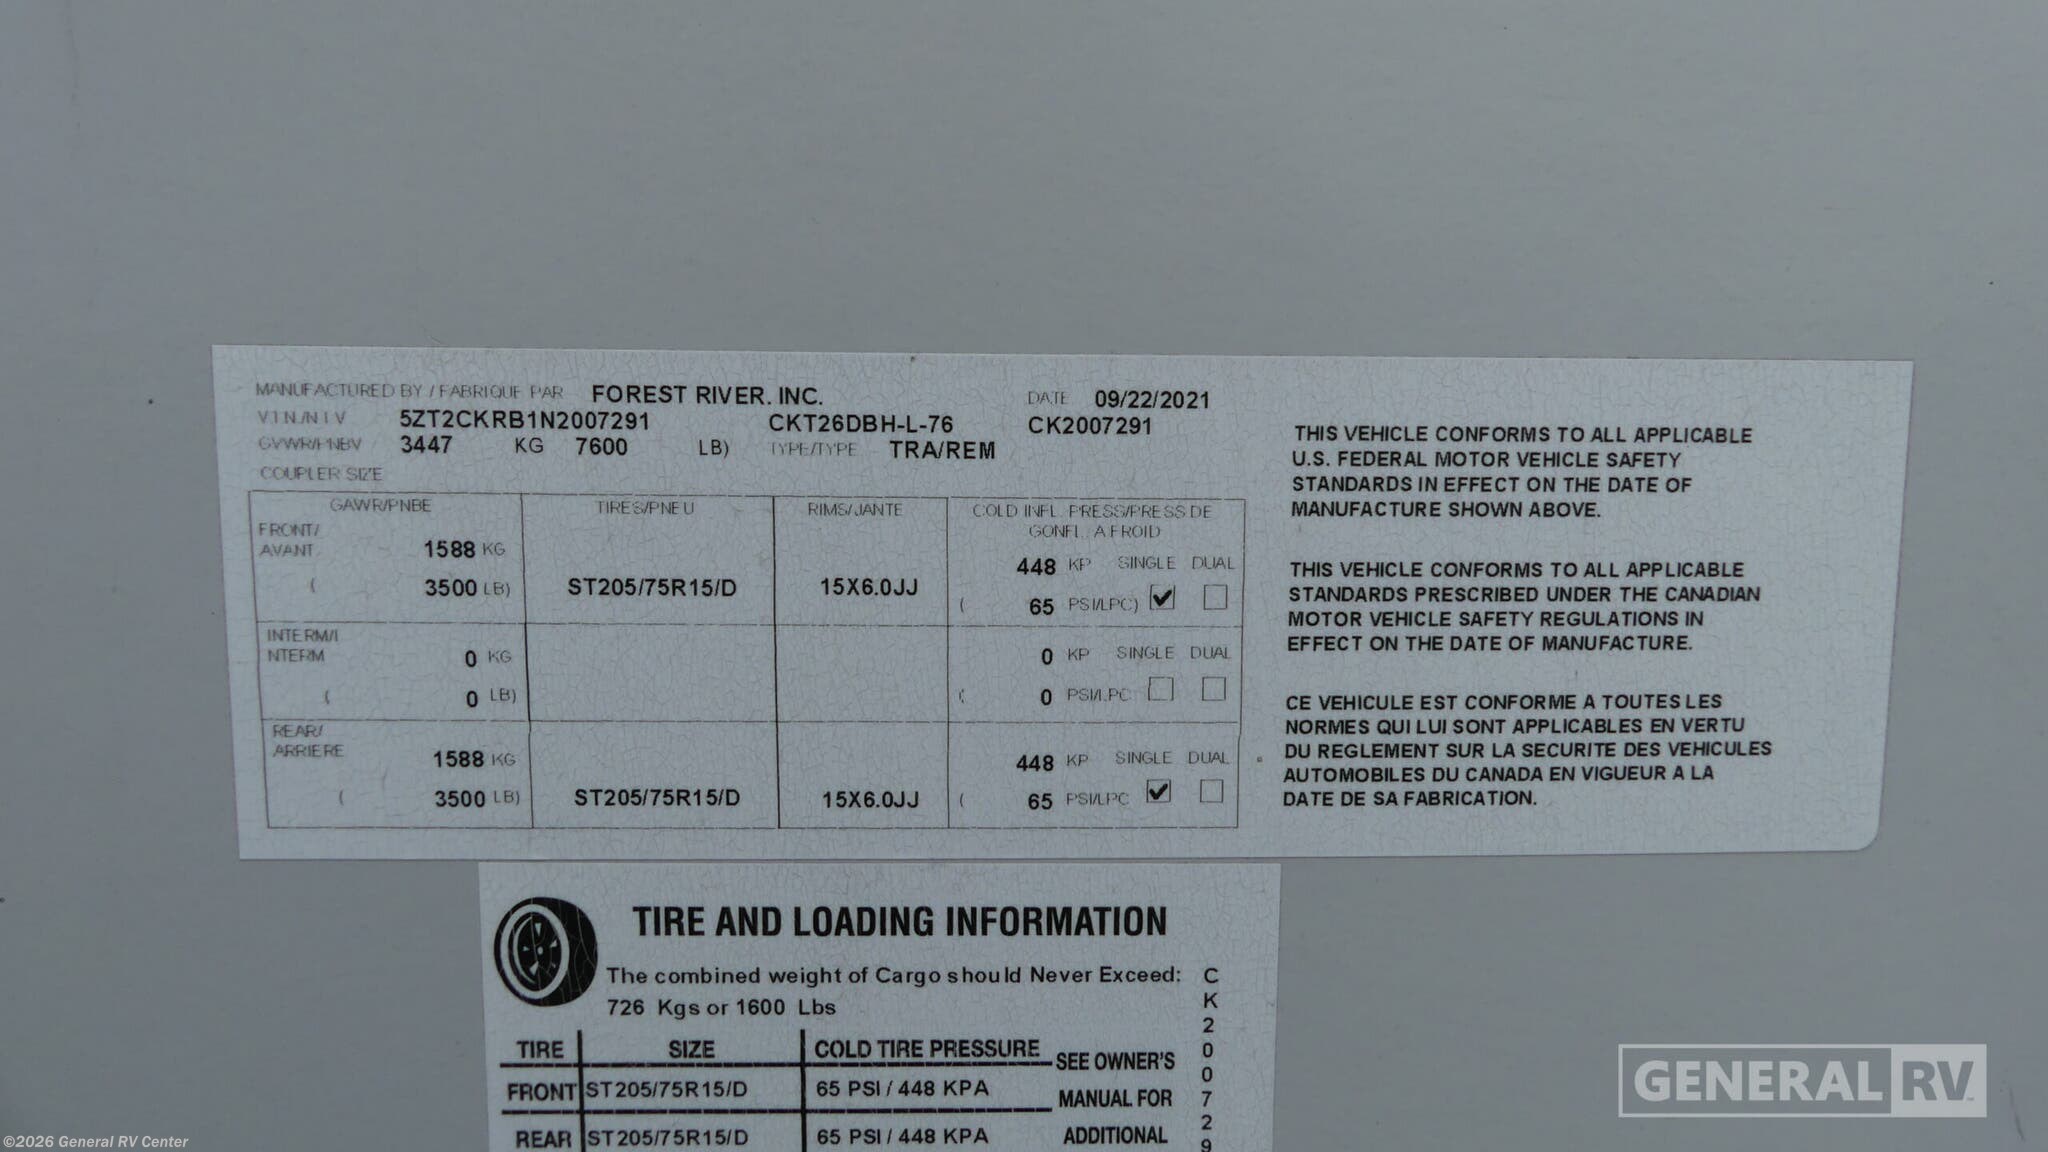 MANUFACTURED BY / FABRIQUE PAR FOREST RIVER, INC. DATE 09/22/2021
V.I.N./N I V 5ZT2CKRB1N2007291 CKT26DBH-L-76 CK2007291
GVWR/PNBV 3447 KG 7600 LB) TYPE/TYPE TRA/REM
COUPLER SIZE
GAWR/PNBE TIRES/PNEU RIMS/JANTE COLD INFL. PRESS/PRESS DE
GONFL. A FROID
FRONT/
AVANT 1588 KG 448 KP SINGLE DUAL
( 3500 LB) ST205/75R15/D 15X6.0JJ ( 65 PSI/LPC) ✔
INTERM/I
NTERM 0 KG 0 KP SINGLE DUAL
( 0 LB) ( 0 PSI/LPC
REAR/
ARRIERE 1588 KG 448 KP SINGLE DUAL
( 3500 LB) ST205/75R15/D 15X6.0JJ ( 65 PSI/LPC ✔
THIS VEHICLE CONFORMS TO ALL APPLICABLE
U.S. FEDERAL MOTOR VEHICLE SAFETY
STANDARDS IN EFFECT ON THE DATE OF
MANUFACTURE SHOWN ABOVE.
THIS VEHICLE CONFORMS TO ALL APPLICABLE
STANDARDS PRESCRIBED UNDER THE CANADIAN
MOTOR VEHICLE SAFETY REGULATIONS IN
EFFECT ON THE DATE OF MANUFACTURE.
CE VEHICULE EST CONFORME A TOUTES LES
NORMES QUI LUI SONT APPLICABLES EN VERTU
DU REGLEMENT SUR LA SECURITE DES VEHICULES
AUTOMOBILES DU CANADA EN VIGUEUR A LA
DATE DE SA FABRICATION.
TIRE AND LOADING INFORMATION
The combined weight of Cargo should Never Exceed:
726 Kgs or 1600 Lbs
TIRE SIZE COLD TIRE PRESSURE SEE OWNER'S
FRONT ST205/75R15/D 65 PSI / 448 KPA MANUAL FOR
REAR ST205/75R15/D 65 PSI / 448 KPA ADDITIONAL
CK200729
GENERAL RV
©2026 General RV Center